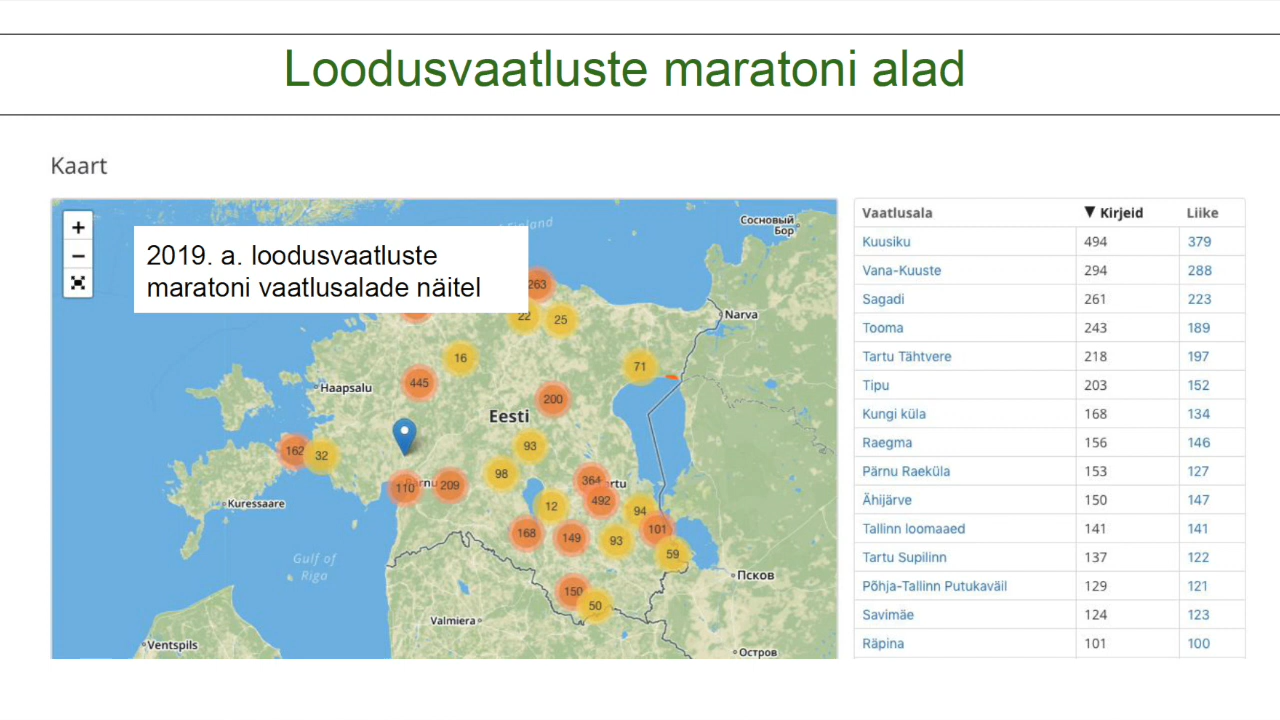 Loodusvaatluste maratoni alad
Kaart
+
−
2019. a. loodusvaatluste
maratoni vaatlusalade näitel
Finland
Сосновый
Бор
263
22
25
Narva
16
71
Haapsalu
445
200
Eesti
93
162
32
98
364
rtu
110
rnu
209
492
12
94
Kuressaare
168
149
93
101
59
Gulf of
Riga
Псков
150
50
Valmiera
Ventspils
Остров
Vaatlusala ▼ Kirjeid Liike
Kuusiku 494 379
Vana-Kuuste 294 288
Sagadi 261 223
Tooma 243 189
Tartu Tähtvere 218 197
Tipu 203 152
Kungi küla 168 134
Raegma 156 146
Pärnu Raeküla 153 127
Ähijärve 150 147
Tallinn loomaaed 141 141
Tartu Supilinn 137 122
Põhja-Tallinn Putukaväil 129 121
Savimäe 124 123
Räpina 101 100